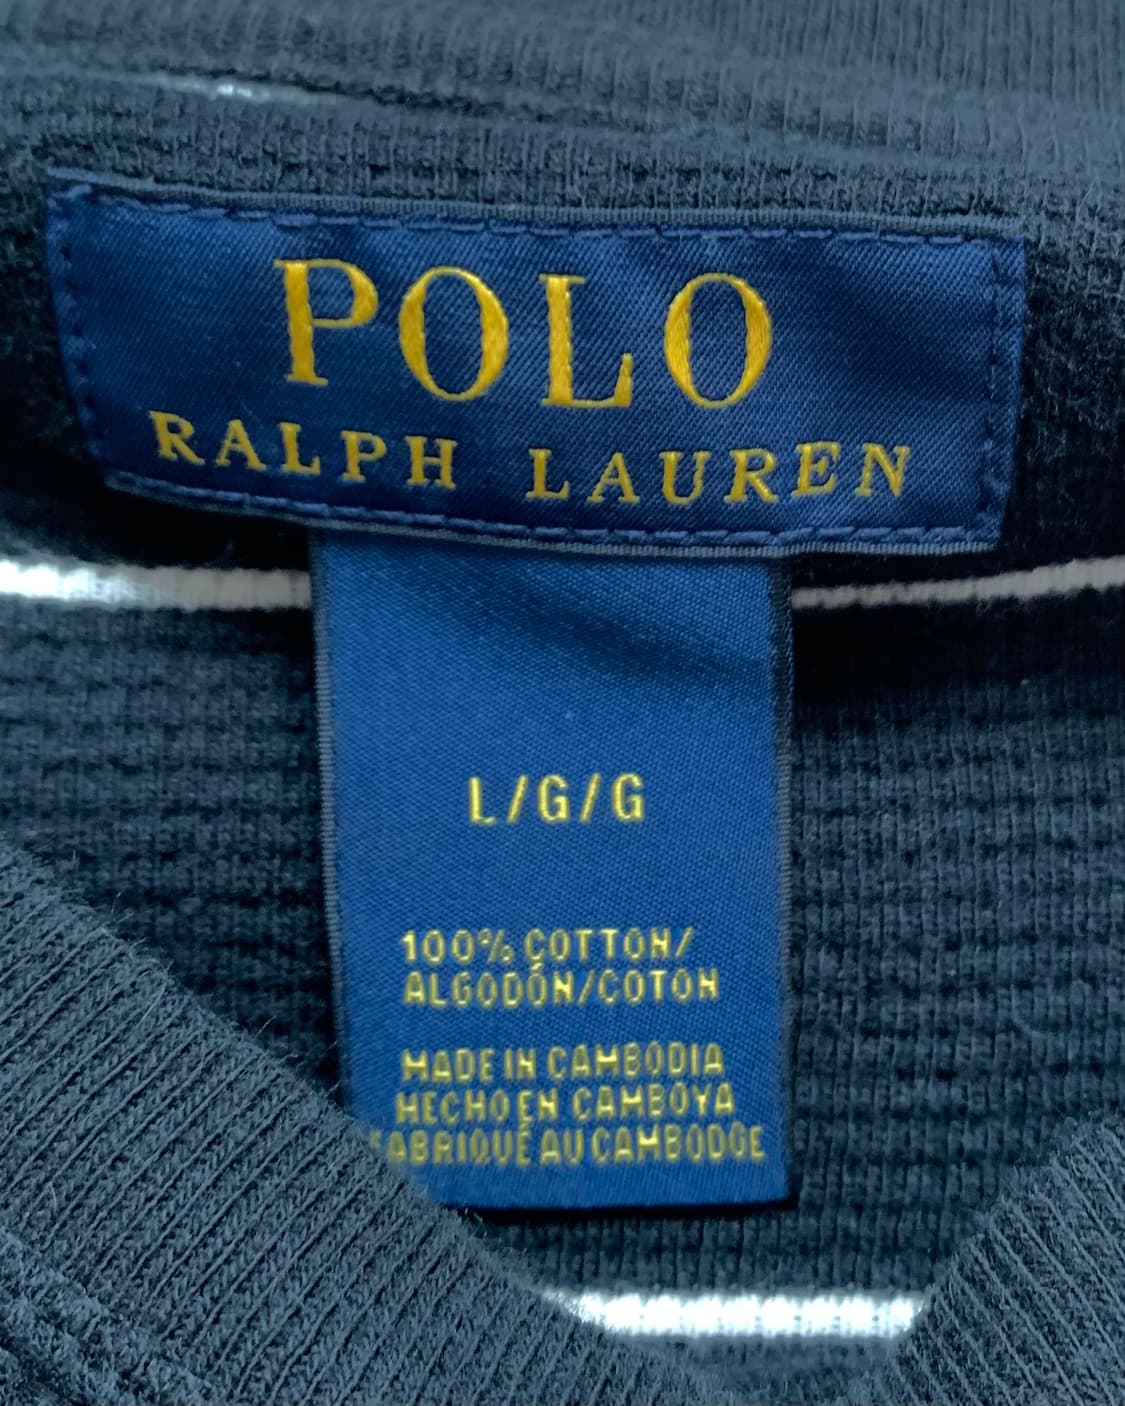 POLO
RALPH LAUREN
L/G/G
100% COTTON/
ALGODÓN/COTON
MADE IN CAMBODIA
HECHO EN CAMBOYA
FABRIQUÉ AU CAMBODGE